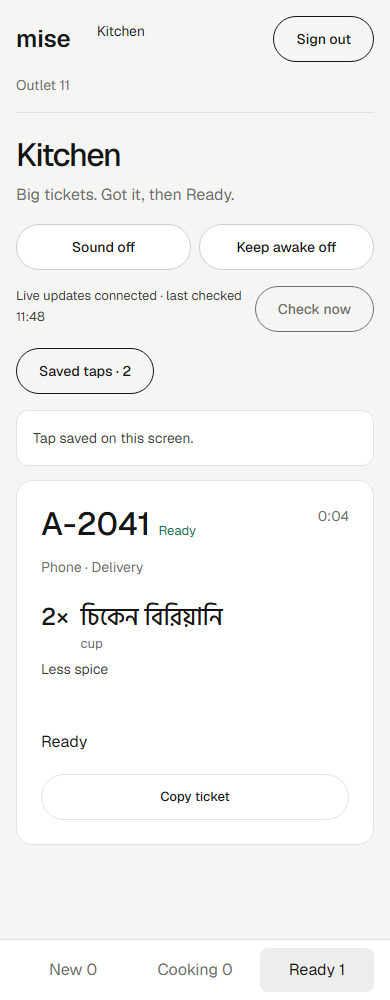 mise Kitchen Sign out
Outlet 11
Kitchen
Big tickets. Got it, then Ready.
Sound off Keep awake off
Live updates connected · last checked
11:48
Check now
Saved taps · 2
Tap saved on this screen.
A-2041 Ready 0:04
Phone · Delivery
2× চিকেন বিরিয়ানি
cup
Less spice
Ready
Copy ticket
New 0 Cooking 0 Ready 1